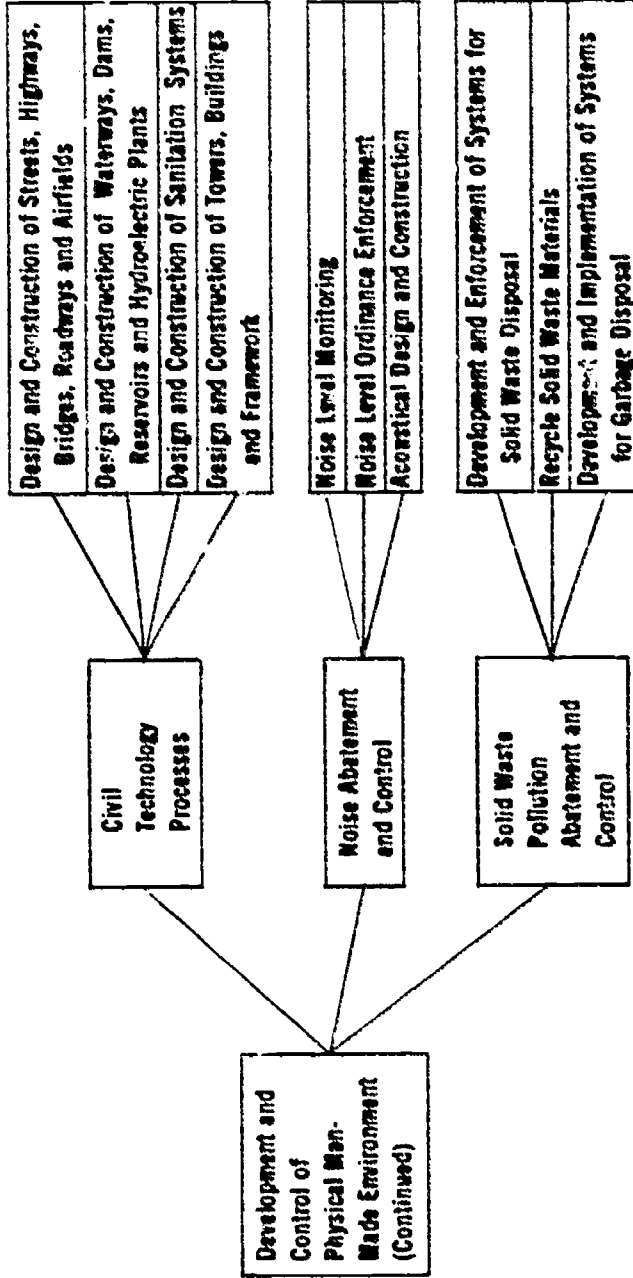 Development and
Control of
Physical Man-
Made Environment
(Continued)
Civil
Technology
Processes
Design and Construction of Streets, Highways,
Bridges, Roadways and Airfields
Design and Construction of Waterways, Dams,
Reservoirs and Hydroelectric Plants
Design and Construction of Sanitation Systems
Design and Construction of Towers, Buildings
and Framework
Noise Abatement
and Control
Noise Level Monitoring
Noise Level Ordinance Enforcement
Acoustical Design and Construction
Solid Waste
Pollution
Abatement and
Control
Development and Enforcement of Systems for
Solid Waste Disposal
Recycle Solid Waste Materials
Development and Implementation of Systems
for Garbage Disposal